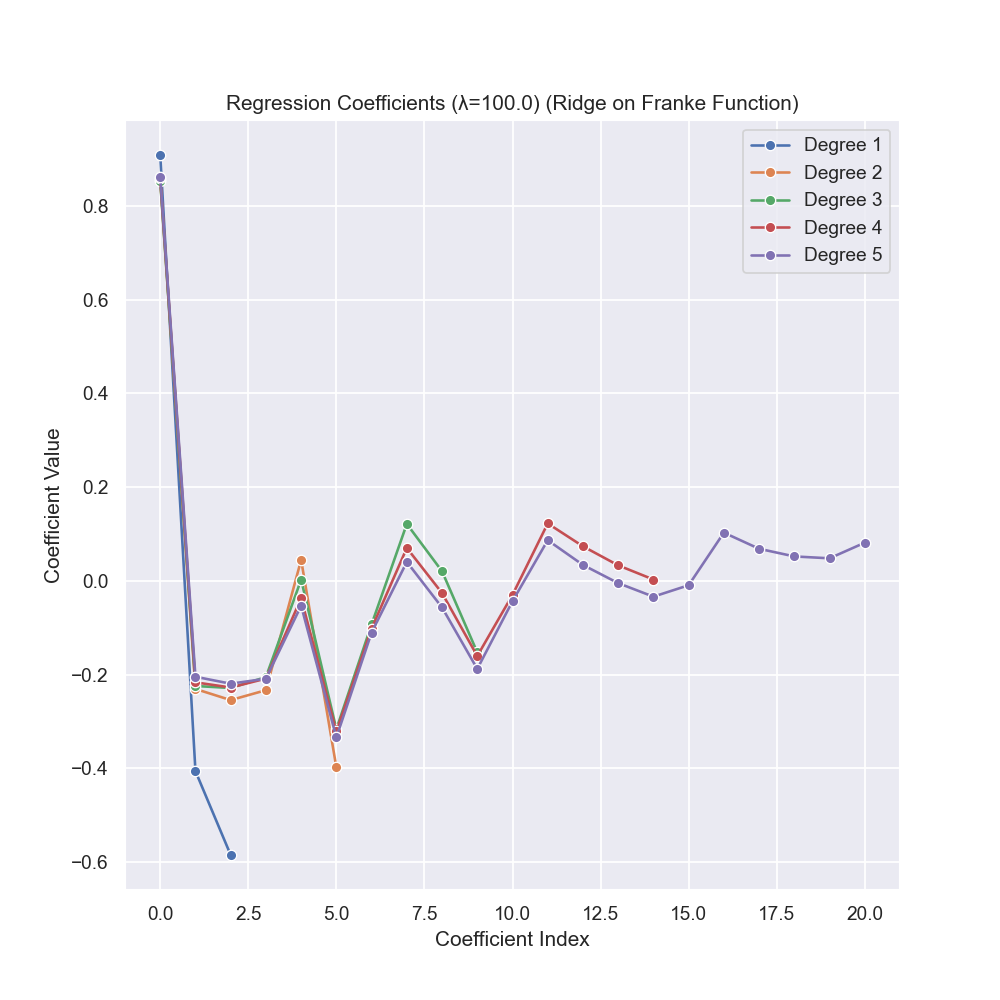 Regression Coefficients (λ=100.0) (Ridge on Franke Function)
Degree 1
Degree 2
Degree 3
Degree 4
Degree 5
Coefficient Value
0.8
0.6
0.4
0.2
0.0
−0.2
−0.4
−0.6
0.0 2.5 5.0 7.5 10.0 12.5 15.0 17.5 20.0
Coefficient Index